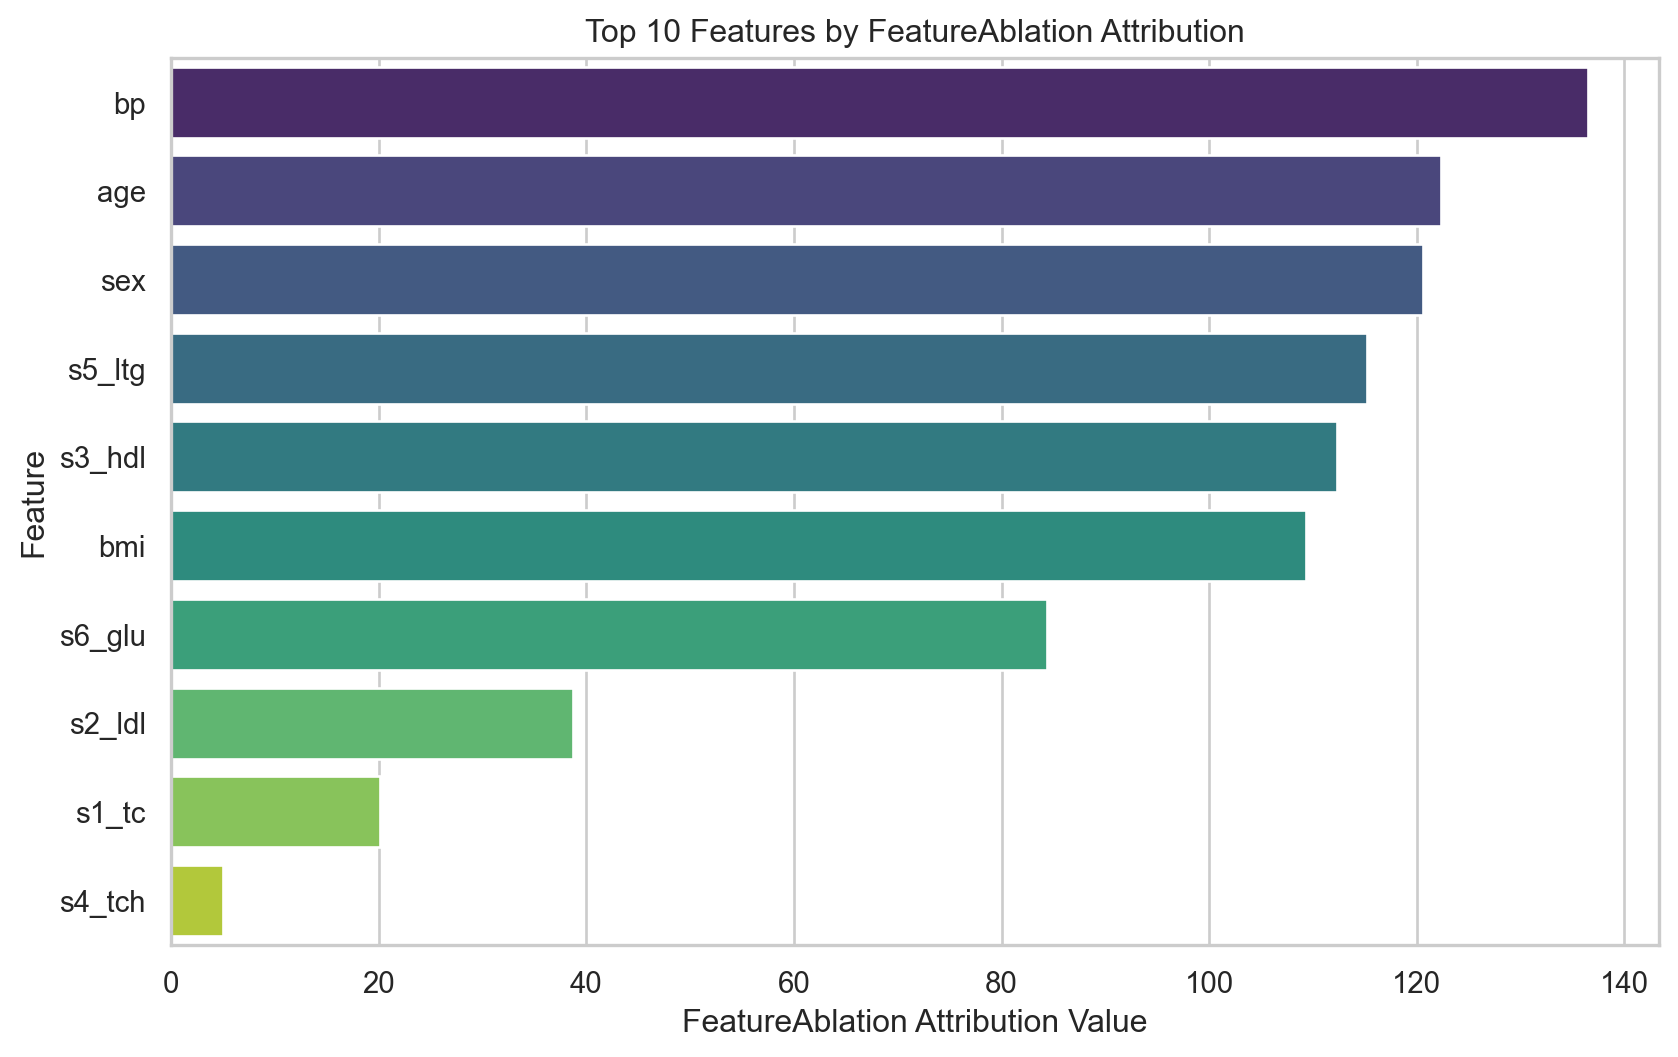 Top 10 Features by FeatureAblation Attribution
Feature
bp
age
sex
s5_ltg
s3_hdl
bmi
s6_glu
s2_ldl
s1_tc
s4_tch
0 20 40 60 80 100 120 140
FeatureAblation Attribution Value